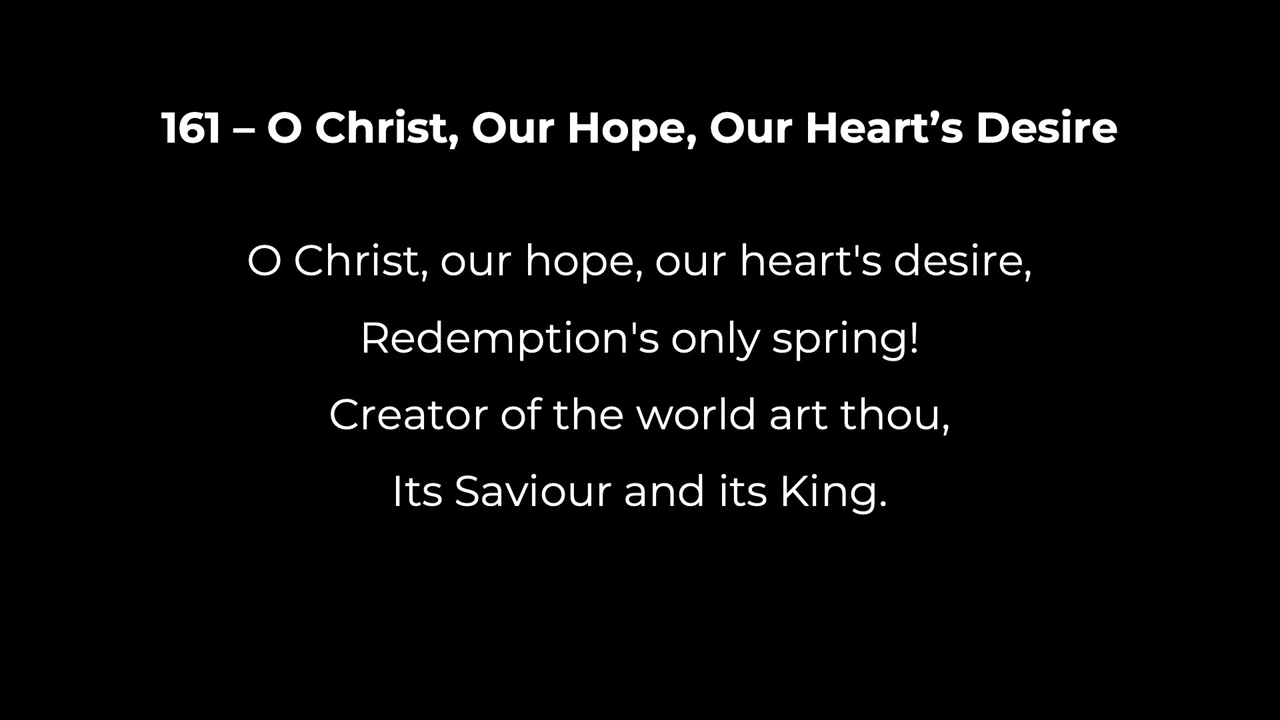 161 – O Christ, Our Hope, Our Heart’s Desire
O Christ, our hope, our heart's desire,
Redemption's only spring!
Creator of the world art thou,
Its Saviour and its King.